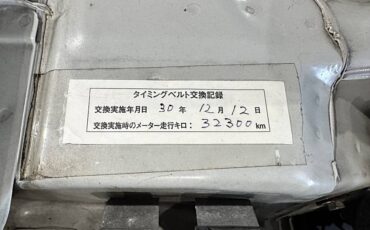 タイミングベルト交換記録
交換実施年月日 30 年 12 月 12 日
交換実施時のメーター走行キロ：32300 km